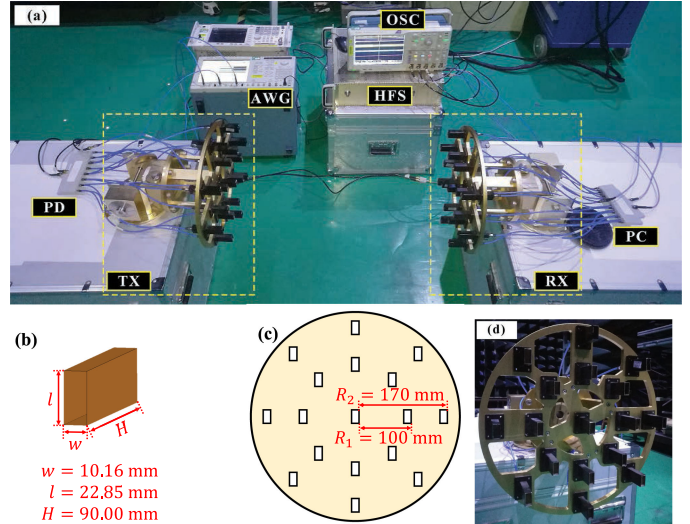 (a)
OSC
AWG
HFS
PD
PC
TX
RX
(b)
l
w
H
w = 10.16 mm
l = 22.85 mm
H = 90.00 mm
(c)
R₂ = 170 mm
R₁ = 100 mm
(d)